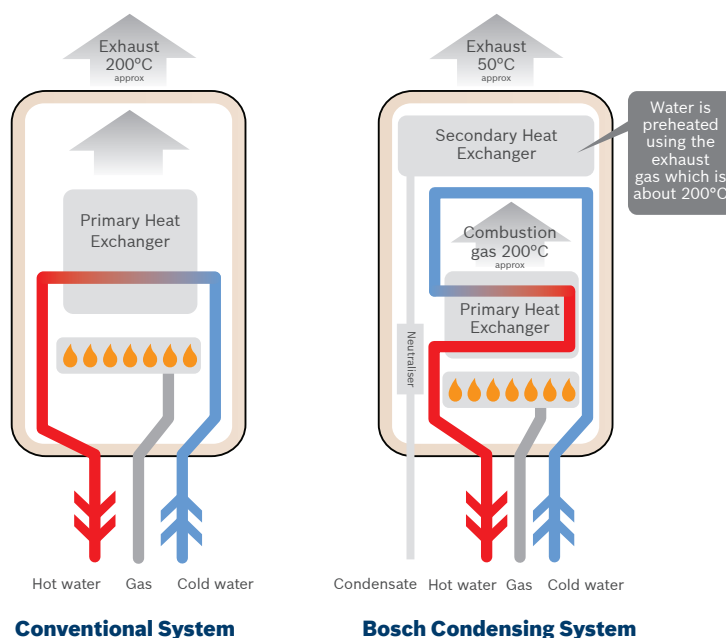 Exhaust
200°C
approx
Primary Heat
Exchanger
Hot water
Gas
Cold water
Conventional System
Exhaust
50°C
approx
Secondary Heat
Exchanger
Water is
preheated
using the
exhaust
gas which is
about 200°C
Combustion
gas 200°C
approx
Primary Heat
Exchanger
Neutraliser
Condensate
Hot water
Gas
Cold water
Bosch Condensing System